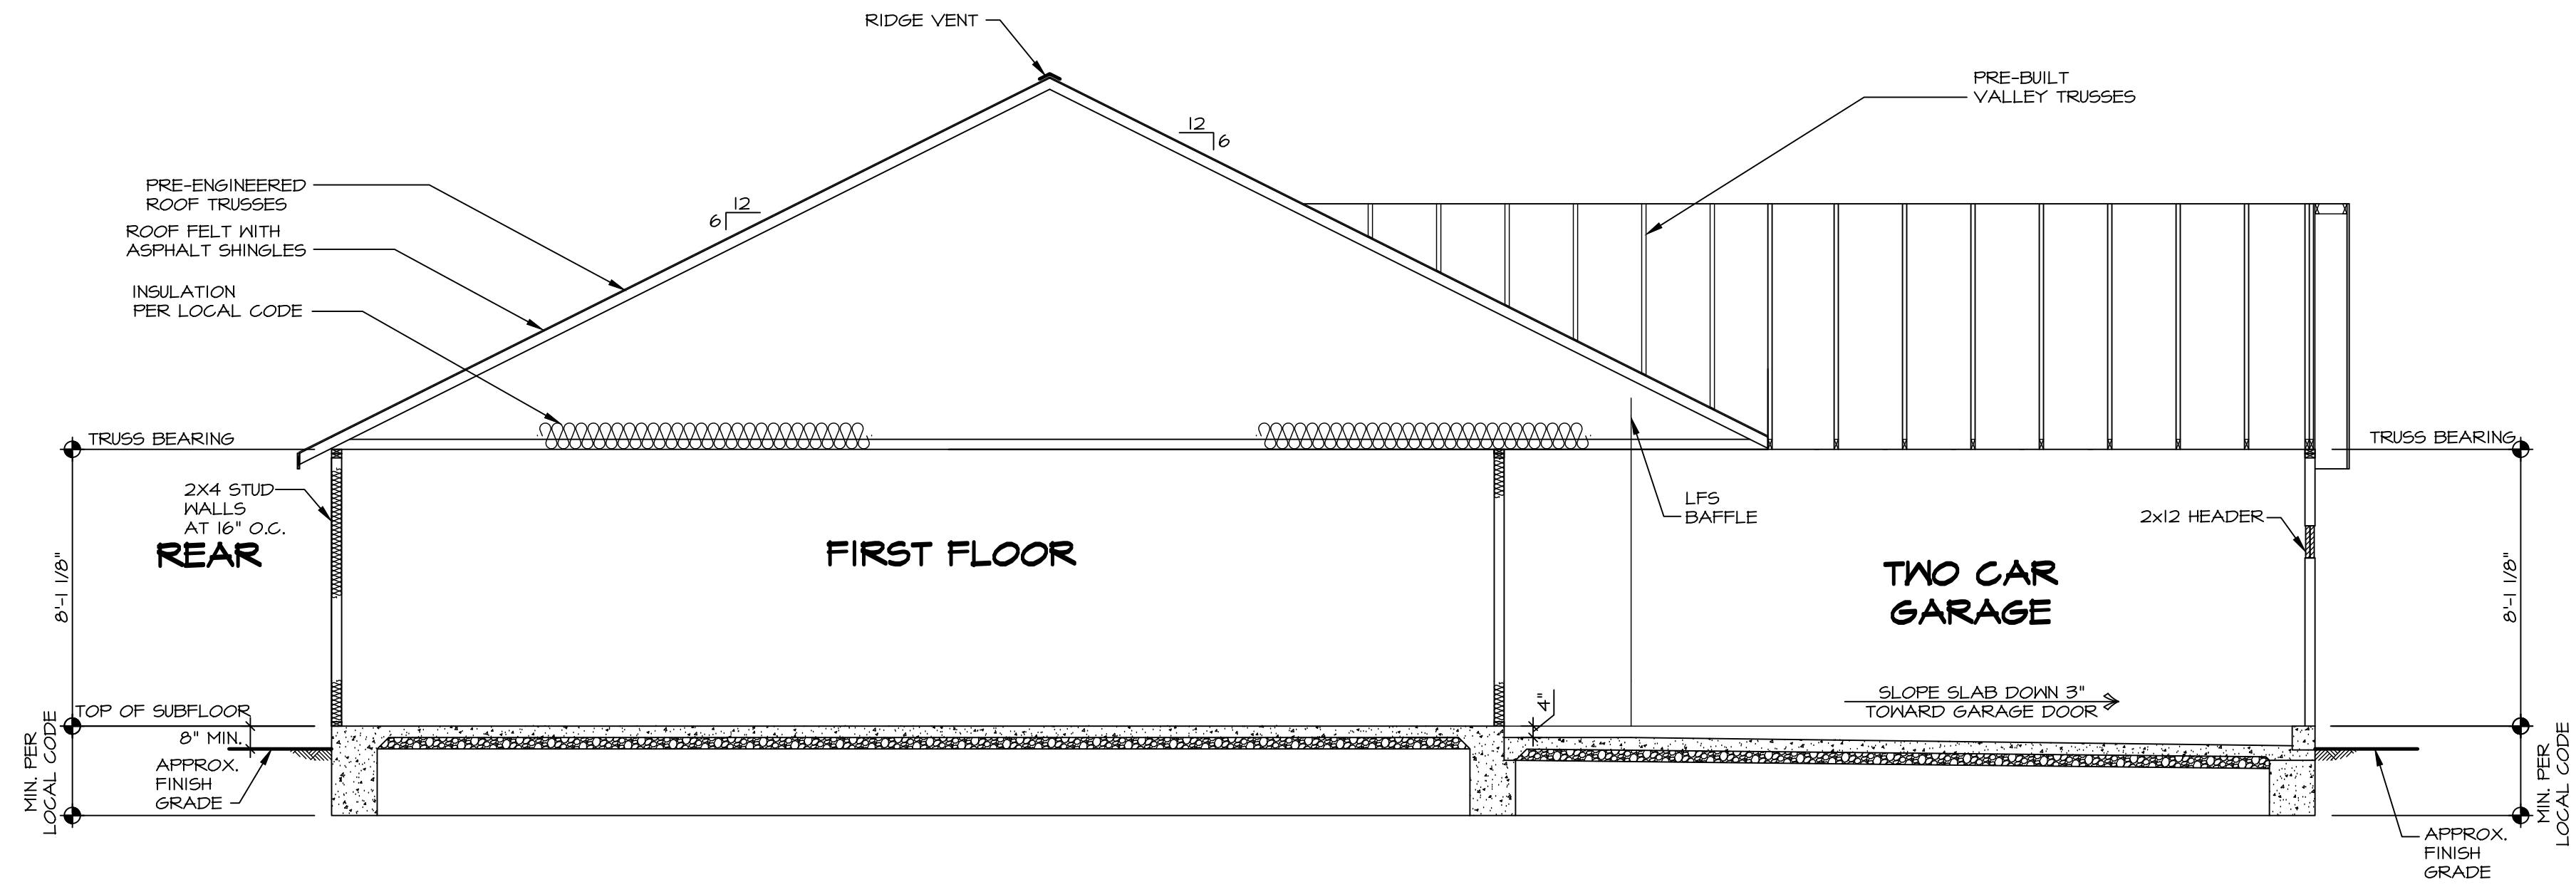 RIDGE VENT
PRE-BUILT
VALLEY TRUSSES
12
6
PRE-ENGINEERED
ROOF TRUSSES
12
6
ROOF FELT WITH
ASPHALT SHINGLES
INSULATION
PER LOCAL CODE
TRUSS BEARING
TRUSS BEARING
2X4 STUD
WALLS
AT 16" O.C.
REAR
FIRST FLOOR
LFS
BAFFLE
2x12 HEADER
TWO CAR
GARAGE
8'-1 1/8"
8'-1 1/8"
SLOPE SLAB DOWN 3"
TOWARD GARAGE DOOR
4"
TOP OF SUBFLOOR
8" MIN.
APPROX.
FINISH
GRADE
MIN. PER
LOCAL CODE
MIN. PER
LOCAL CODE
APPROX.
FINISH
GRADE